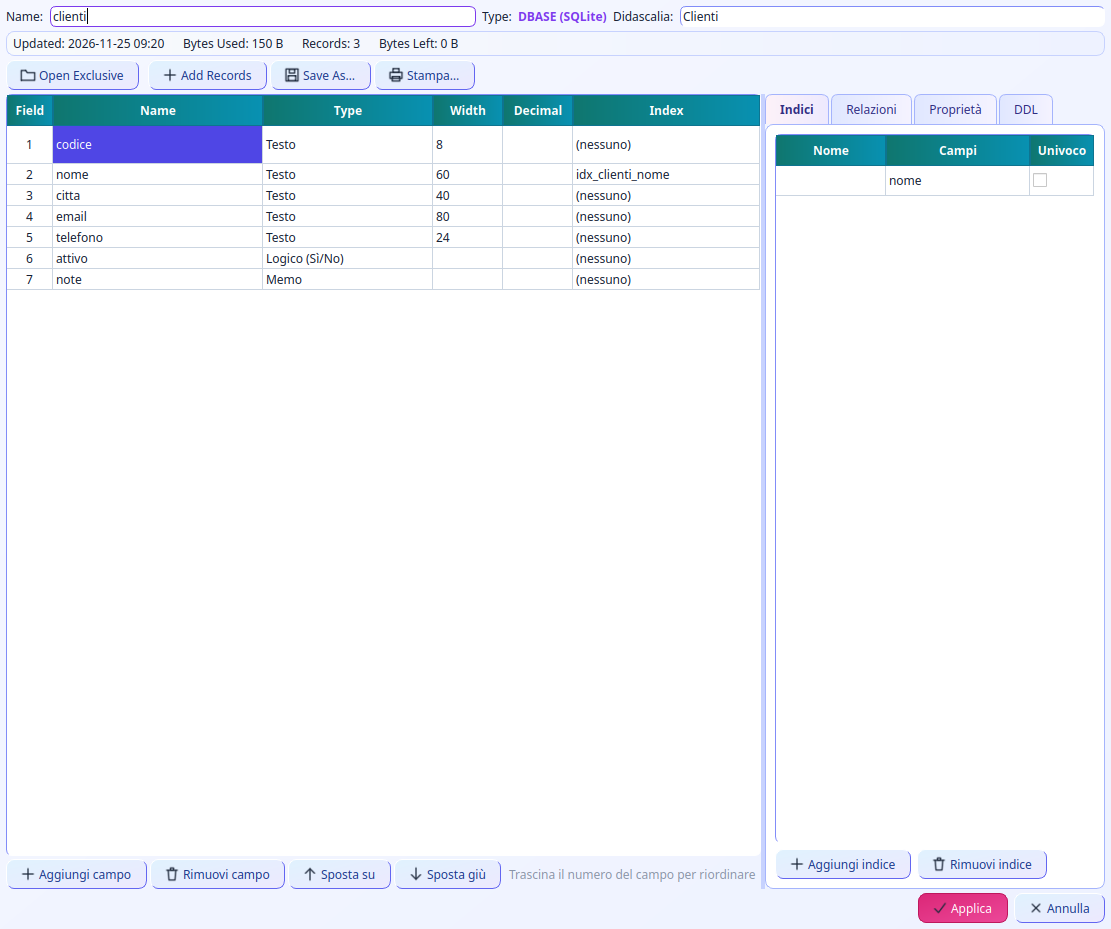 Name: clienti Type: DBASE (SQLite) Didascalia: Clienti
Updated: 2026-11-25 09:20 Bytes Used: 150 B Records: 3 Bytes Left: 0 B
Open Exclusive Add Records Save As... Stampa...
Field Name Type Width Decimal Index
1 codice Testo 8 (nessuno)
2 nome Testo 60 idx_clienti_nome
3 citta Testo 40 (nessuno)
4 email Testo 80 (nessuno)
5 telefono Testo 24 (nessuno)
6 attivo Logico (Sì/No) (nessuno)
7 note Memo (nessuno)
Aggiungi campo Rimuovi campo Sposta su Sposta giù Trascina il numero del campo per riordinare
Indici Relazioni Proprietà DDL
Nome Campi Univoco
nome
Aggiungi indice Rimuovi indice
Applica Annulla